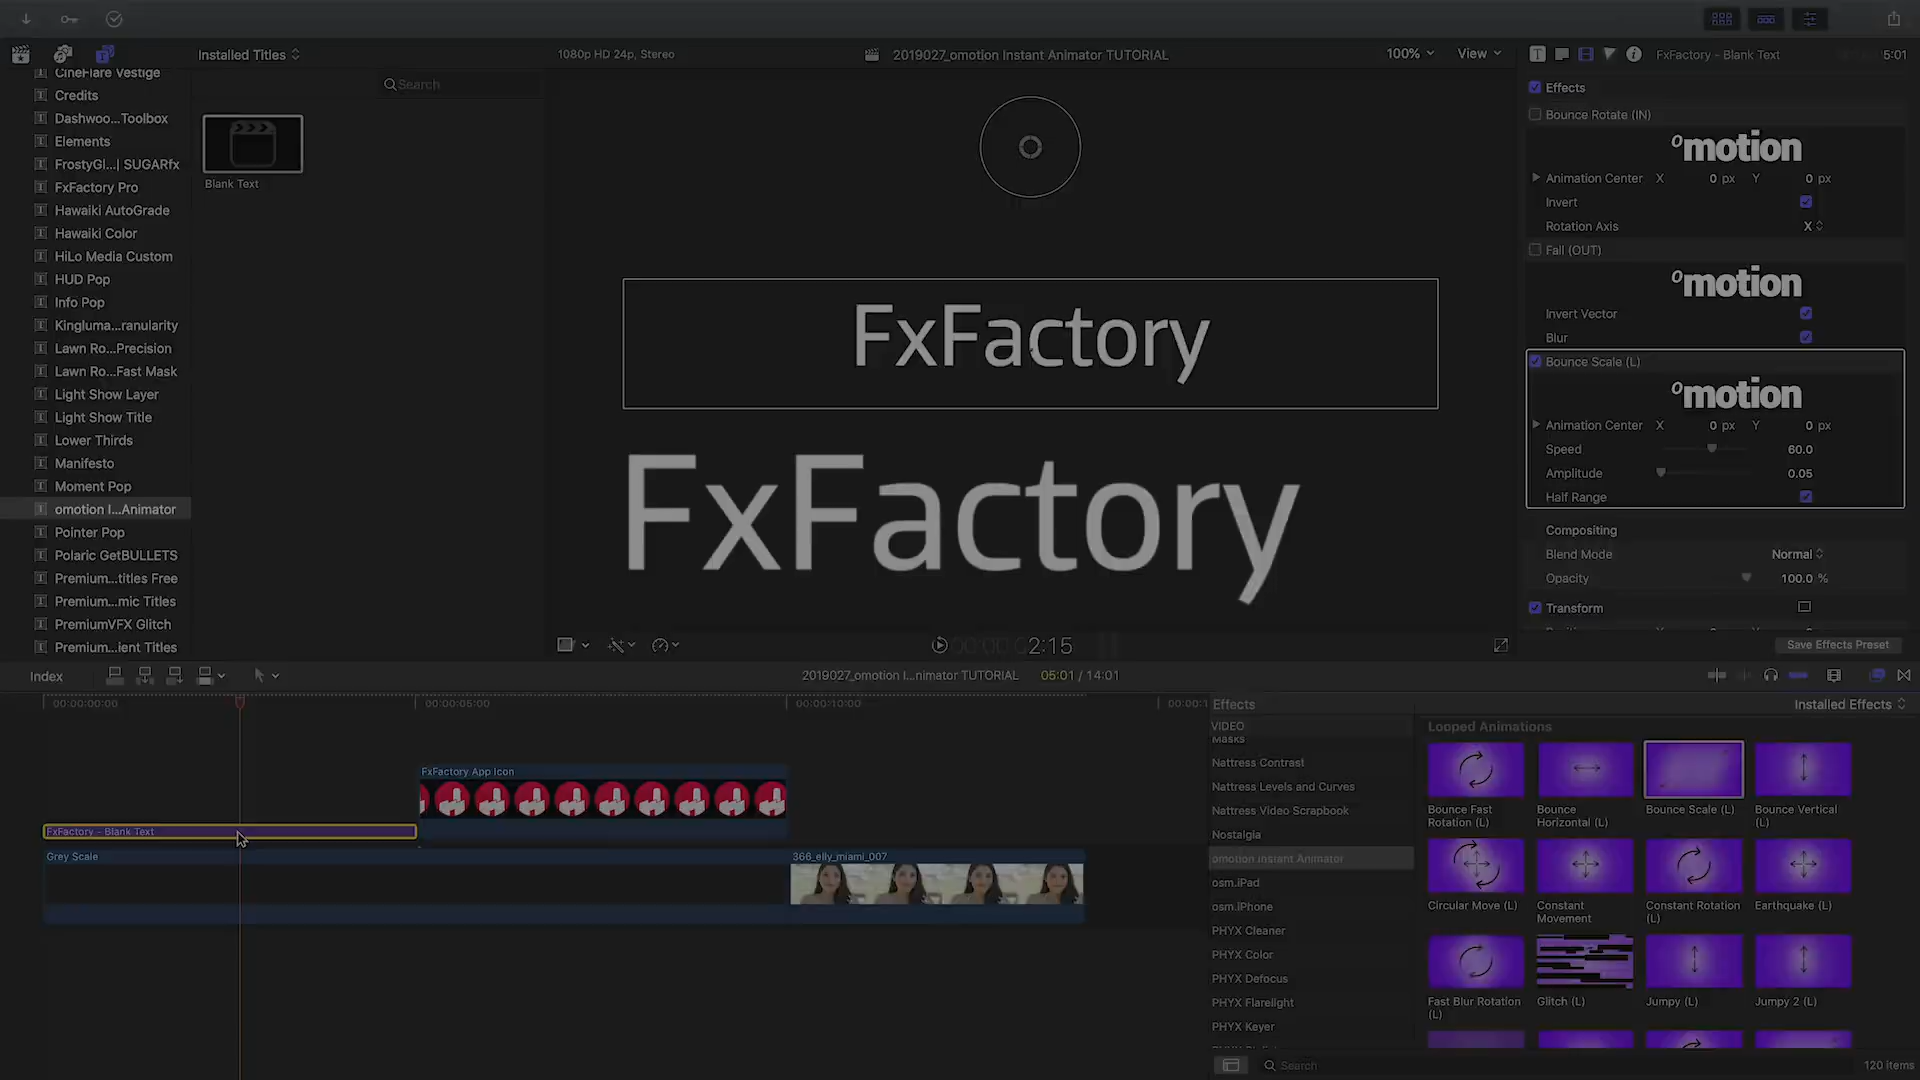 Installed Titles
1080p HD 24p, Stereo
2019027_omotion Instant Animator TUTORIAL
100%
View
FxFactory - Blank Text
5:01
CineFlare Vestige
Credits
Dashwoo...Toolbox
Elements
FrostyGl...| SUGARfx
FxFactory Pro
Hawaiki AutoGrade
Hawaiki Color
HiLo Media Custom
HUD Pop
Info Pop
Kingluma...ranularity
Lawn Ro...Precision
Lawn Ro...Fast Mask
Light Show Layer
Light Show Title
Lower Thirds
Manifesto
Moment Pop
omotion I...Animator
Pointer Pop
Polaric GetBULLETS
Premium...titles Free
Premium...mic Titles
PremiumVFX Glitch
Premium...ient Titles
Search
Blank Text
FxFactory
FxFactory
2:15
Effects
Bounce Rotate (IN)
omotion
Animation Center X 0 px Y 0 px
Invert
Rotation Axis X
Fall (OUT)
omotion
Invert Vector
Blur
Bounce Scale (L)
omotion
Animation Center X 0 px Y 0 px
Speed 60.0
Amplitude 0.05
Half Range
Compositing
Blend Mode Normal
Opacity 100.0 %
Transform
Save Effects Preset
Index
2019027_omotion I...nimator TUTORIAL
05:01 / 14:01
00:00:00:00
00:00:05:00
00:00:10:00
00:00:1
FxFactory App Icon
FxFactory - Blank Text
Grey Scale
366_elly_miami_007
Effects
Installed Effects
VIDEO
Masks
Nattress Contrast
Nattress Levels and Curves
Nattress Video Scrapbook
Nostalgia
omotion Instant Animator
osm.iPad
osm.iPhone
PHYX Cleaner
PHYX Color
PHYX Defocus
PHYX Flarelight
PHYX Keyer
Looped Animations
Bounce Fast Rotation (L)
Bounce Horizontal (L)
Bounce Scale (L)
Bounce Vertical (L)
Circular Move (L)
Constant Movement
Constant Rotation (L)
Earthquake (L)
Fast Blur Rotation (L)
Glitch (L)
Jumpy (L)
Jumpy 2 (L)
Search
120 items